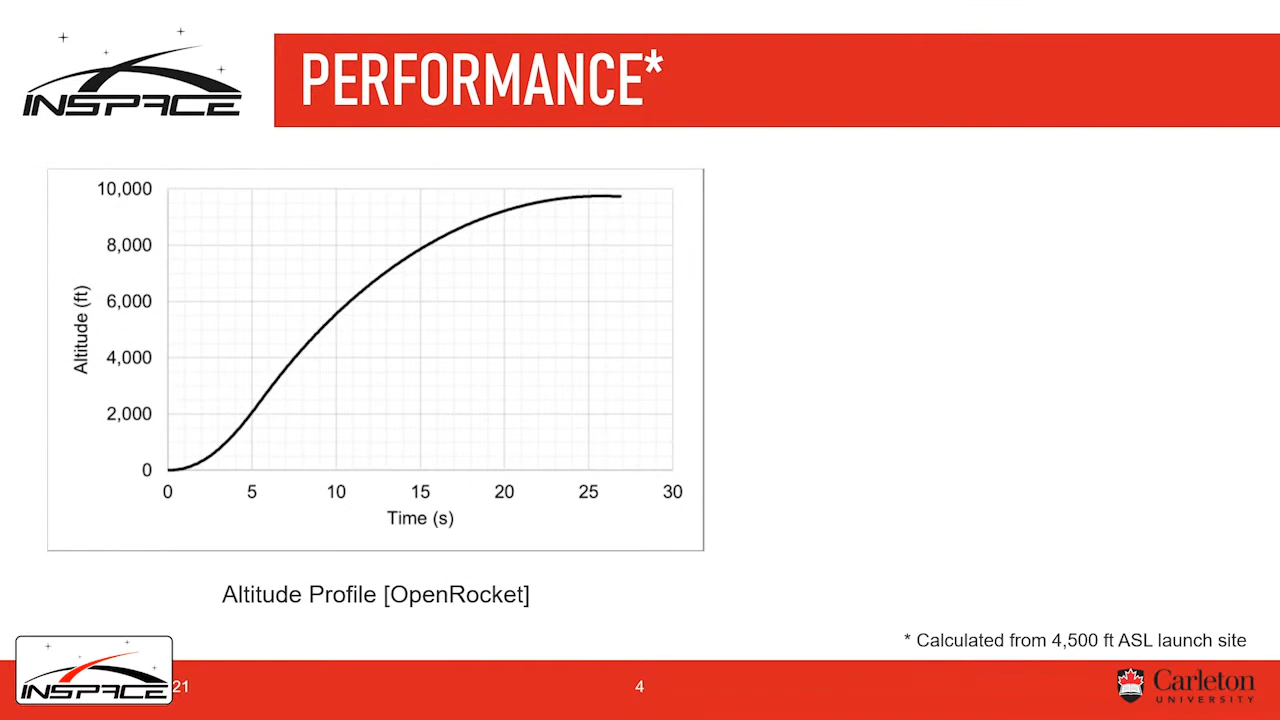 INSPACE
PERFORMANCE*
10,000
8,000
6,000
4,000
2,000
0
Altitude (ft)
0 5 10 15 20 25 30
Time (s)
Altitude Profile [OpenRocket]
* Calculated from 4,500 ft ASL launch site
INSPACE
21
4
Carleton
UNIVERSITY